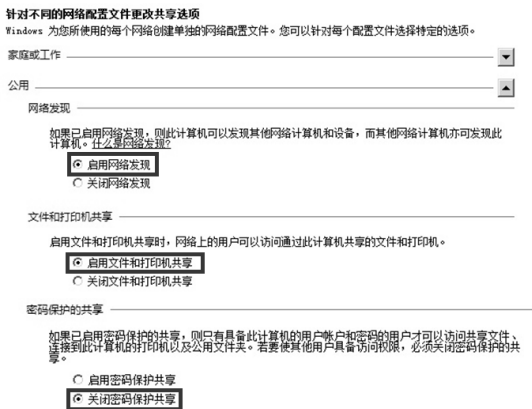 针对不同的网络配置文件更改共享选项
Windows 为您所使用的每个网络创建单独的网络配置文件。您可以针对每个配置文件选择特定的选项。
家庭或工作
公用
网络发现
如果已启用网络发现，则此计算机可以发现其他网络计算机和设备，而其他网络计算机亦可发现此
计算机。什么是网络发现?
启用网络发现
关闭网络发现
文件和打印机共享
启用文件和打印机共享时，网络上的用户可以访问通过此计算机共享的文件和打印机。
启用文件和打印机共享
关闭文件和打印机共享
密码保护的共享
如果已启用密码保护的共享，则只有具备此计算机的用户帐户和密码的用户才可以访问共享文件、
连接到此计算机的打印机以及公用文件夹。若要使其他用户具备访问权限，必须关闭密码保护的共
享。
启用密码保护共享
关闭密码保护共享